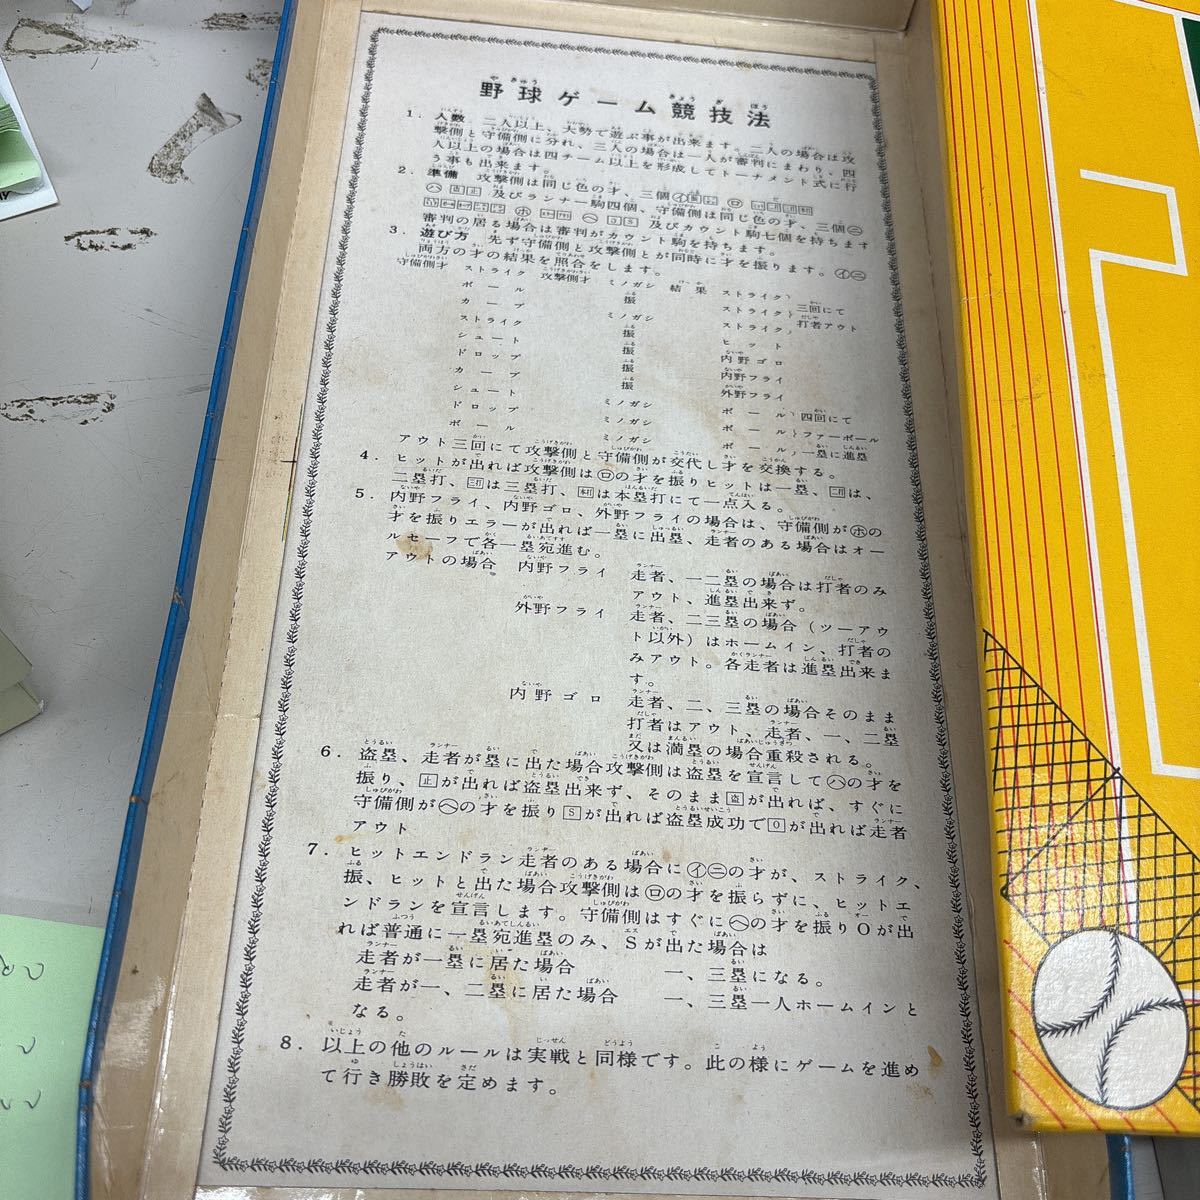 野球ゲーム競技法
1. 人数 二人以上、大勢で遊ぶ事が出来ます。二人の場合は攻
撃側と守備側に分れ、三人の場合は一人が審判にまわり、四
人以上の場合は四チーム以上を形成してトーナメント式に行
う事も出来ます。
2. 準備 攻撃側は同じ色の才、三個㋑
㋺
㋩ 盗 止 及びランナー駒四個、守備側は同じ色の才、三個㋥
㋭ ㋬ O S 及びカウント駒七個を持ちます
審判の居る場合は審判がカウント駒を持ちます。
3. 遊び方 先ず守備側と攻撃側とが同時に才を振ります。㋑㋥
両方の才の結果を照合をします。
守備側才 ストライク 攻撃側才 ミノガシ 結果 ストライク
ボール 振 ストライク 三回にて
カーブ ミノガシ ストライク 打者アウト
ストライク 振 ヒット
シュート 振 内野ゴロ
ドロップ 振 内野フライ
カーブ 振 外野フライ
シュート ミノガシ ボール 四回にて
ドロップ ミノガシ ボール ファーボール
ボール ミノガシ ボール 一塁に進塁
アウト三回にて攻撃側と守備側が交代し才を交換する。
4. ヒットが出れば攻撃側は㋺の才を振りヒットは一塁、二打は、
二塁打、三打は三塁打、本打は本塁打にて一点入る。
5. 内野フライ、内野ゴロ、外野フライの場合は、守備側が㋭の
才を振りエラーが出れば一塁に出塁、走者のある場合はオー
ルセーフで各一塁宛進む。
アウトの場合 内野フライ 走者、一二塁の場合は打者のみ
アウト、進塁出来ず。
外野フライ 走者、二三塁の場合（ツーアウ
ト以外）はホームイン、打者の
みアウト。各走者は進塁出来ま
す。
内野ゴロ 走者、二、三塁の場合そのまま
打者はアウト、走者、一、二塁
又は満塁の場合重殺される。
6. 盗塁、走者が塁に出た場合攻撃側は盗塁を宣言して㋩の才を
振り、止が出れば盗塁出来ず、そのまま盗が出れば、すぐに
守備側が㋬の才を振りSが出れば盗塁成功でOが出れば走者
アウト
7. ヒットエンドラン走者のある場合に㋑㋥の才が、ストライク、
振、ヒットと出た場合攻撃側は㋺の才を振らずに、ヒットエ
ンドランを宣言します。守備側はすぐに㋬の才を振りOが出
れば普通に一塁宛進塁のみ、Sが出た場合は
走者が一塁に居た場合 一、三塁になる。
走者が一、二塁に居た場合 一、三塁一人ホームインと
なる。
8. 以上の他のルールは実戦と同様です。此の様にゲームを進め
て行き勝敗を定めます。